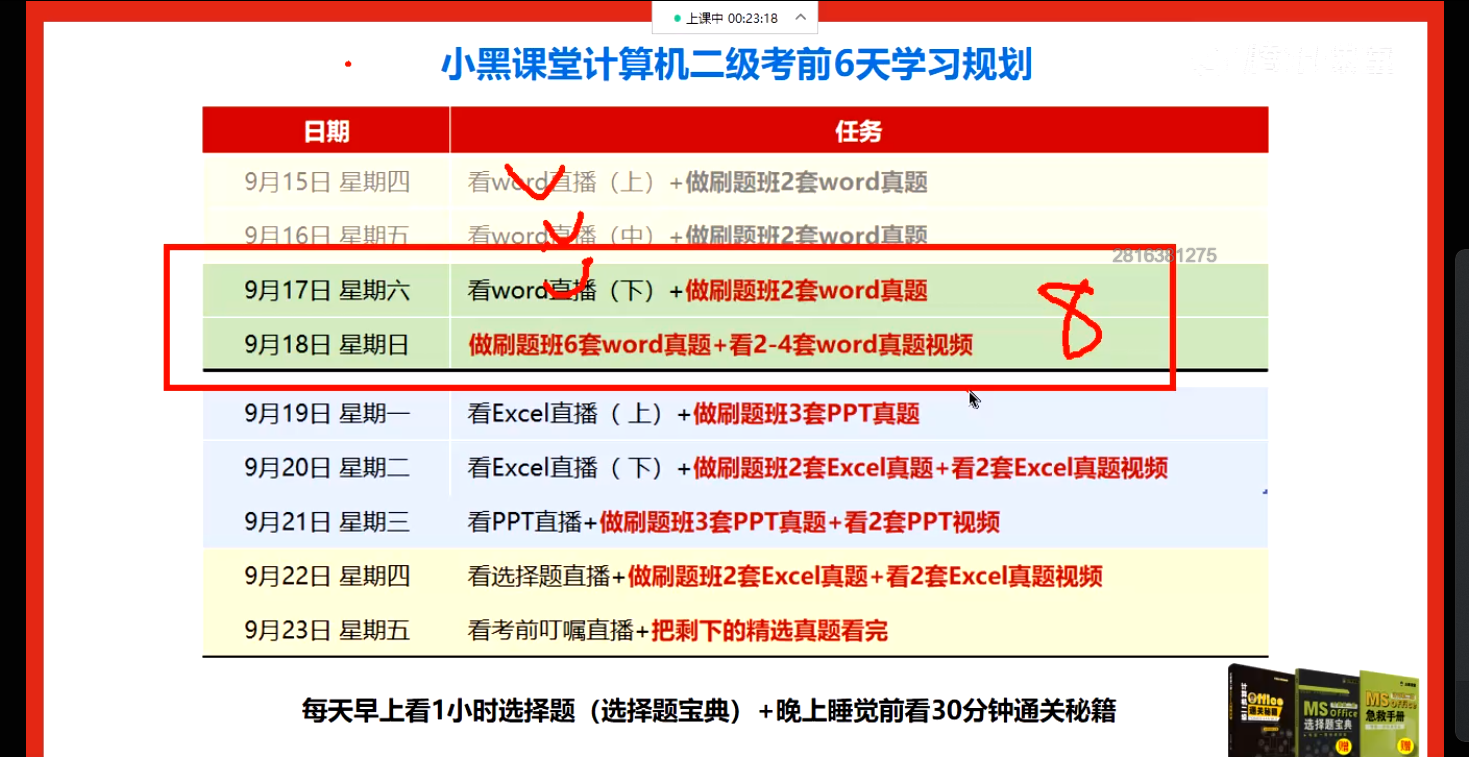 上课中 00:23:18
小黑课堂计算机二级考前6天学习规划
日期 任务
9月15日 星期四 看word直播（上）+做刷题班2套word真题
9月16日 星期五 看word直播（中）+做刷题班2套word真题
2816381275
9月17日 星期六 看word直播（下）+做刷题班2套word真题
8
9月18日 星期日 做刷题班6套word真题+看2-4套word真题视频
9月19日 星期一 看Excel直播（ 上）+做刷题班3套PPT真题
9月20日 星期二 看Excel直播（ 下）+做刷题班2套Excel真题+看2套Excel真题视频
9月21日 星期三 看PPT直播+做刷题班3套PPT真题+看2套PPT视频
9月22日 星期四 看选择题直播+做刷题班2套Excel真题+看2套Excel真题视频
9月23日 星期五 看考前叮嘱直播+把剩下的精选真题看完
每天早上看1小时选择题（选择题宝典）+晚上睡觉前看30分钟通关秘籍
计算机二级
Office
通关秘籍
MS Office
选择题宝典
赠
MS Office
急救手册
赠